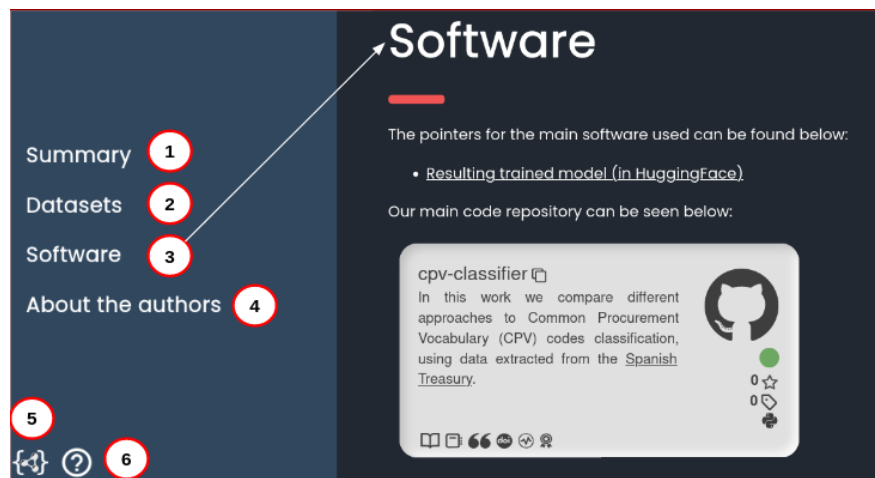 Software
The pointers for the main software used can be found below:
• Resulting trained model (in HuggingFace)
Our main code repository can be seen below:
Summary 1
Datasets 2
Software 3
About the authors 4
5
6
cpv-classifier
In this work we compare different
approaches to Common Procurement
Vocabulary (CPV) codes classification,
using data extracted from the Spanish
Treasury.
0
0
doi